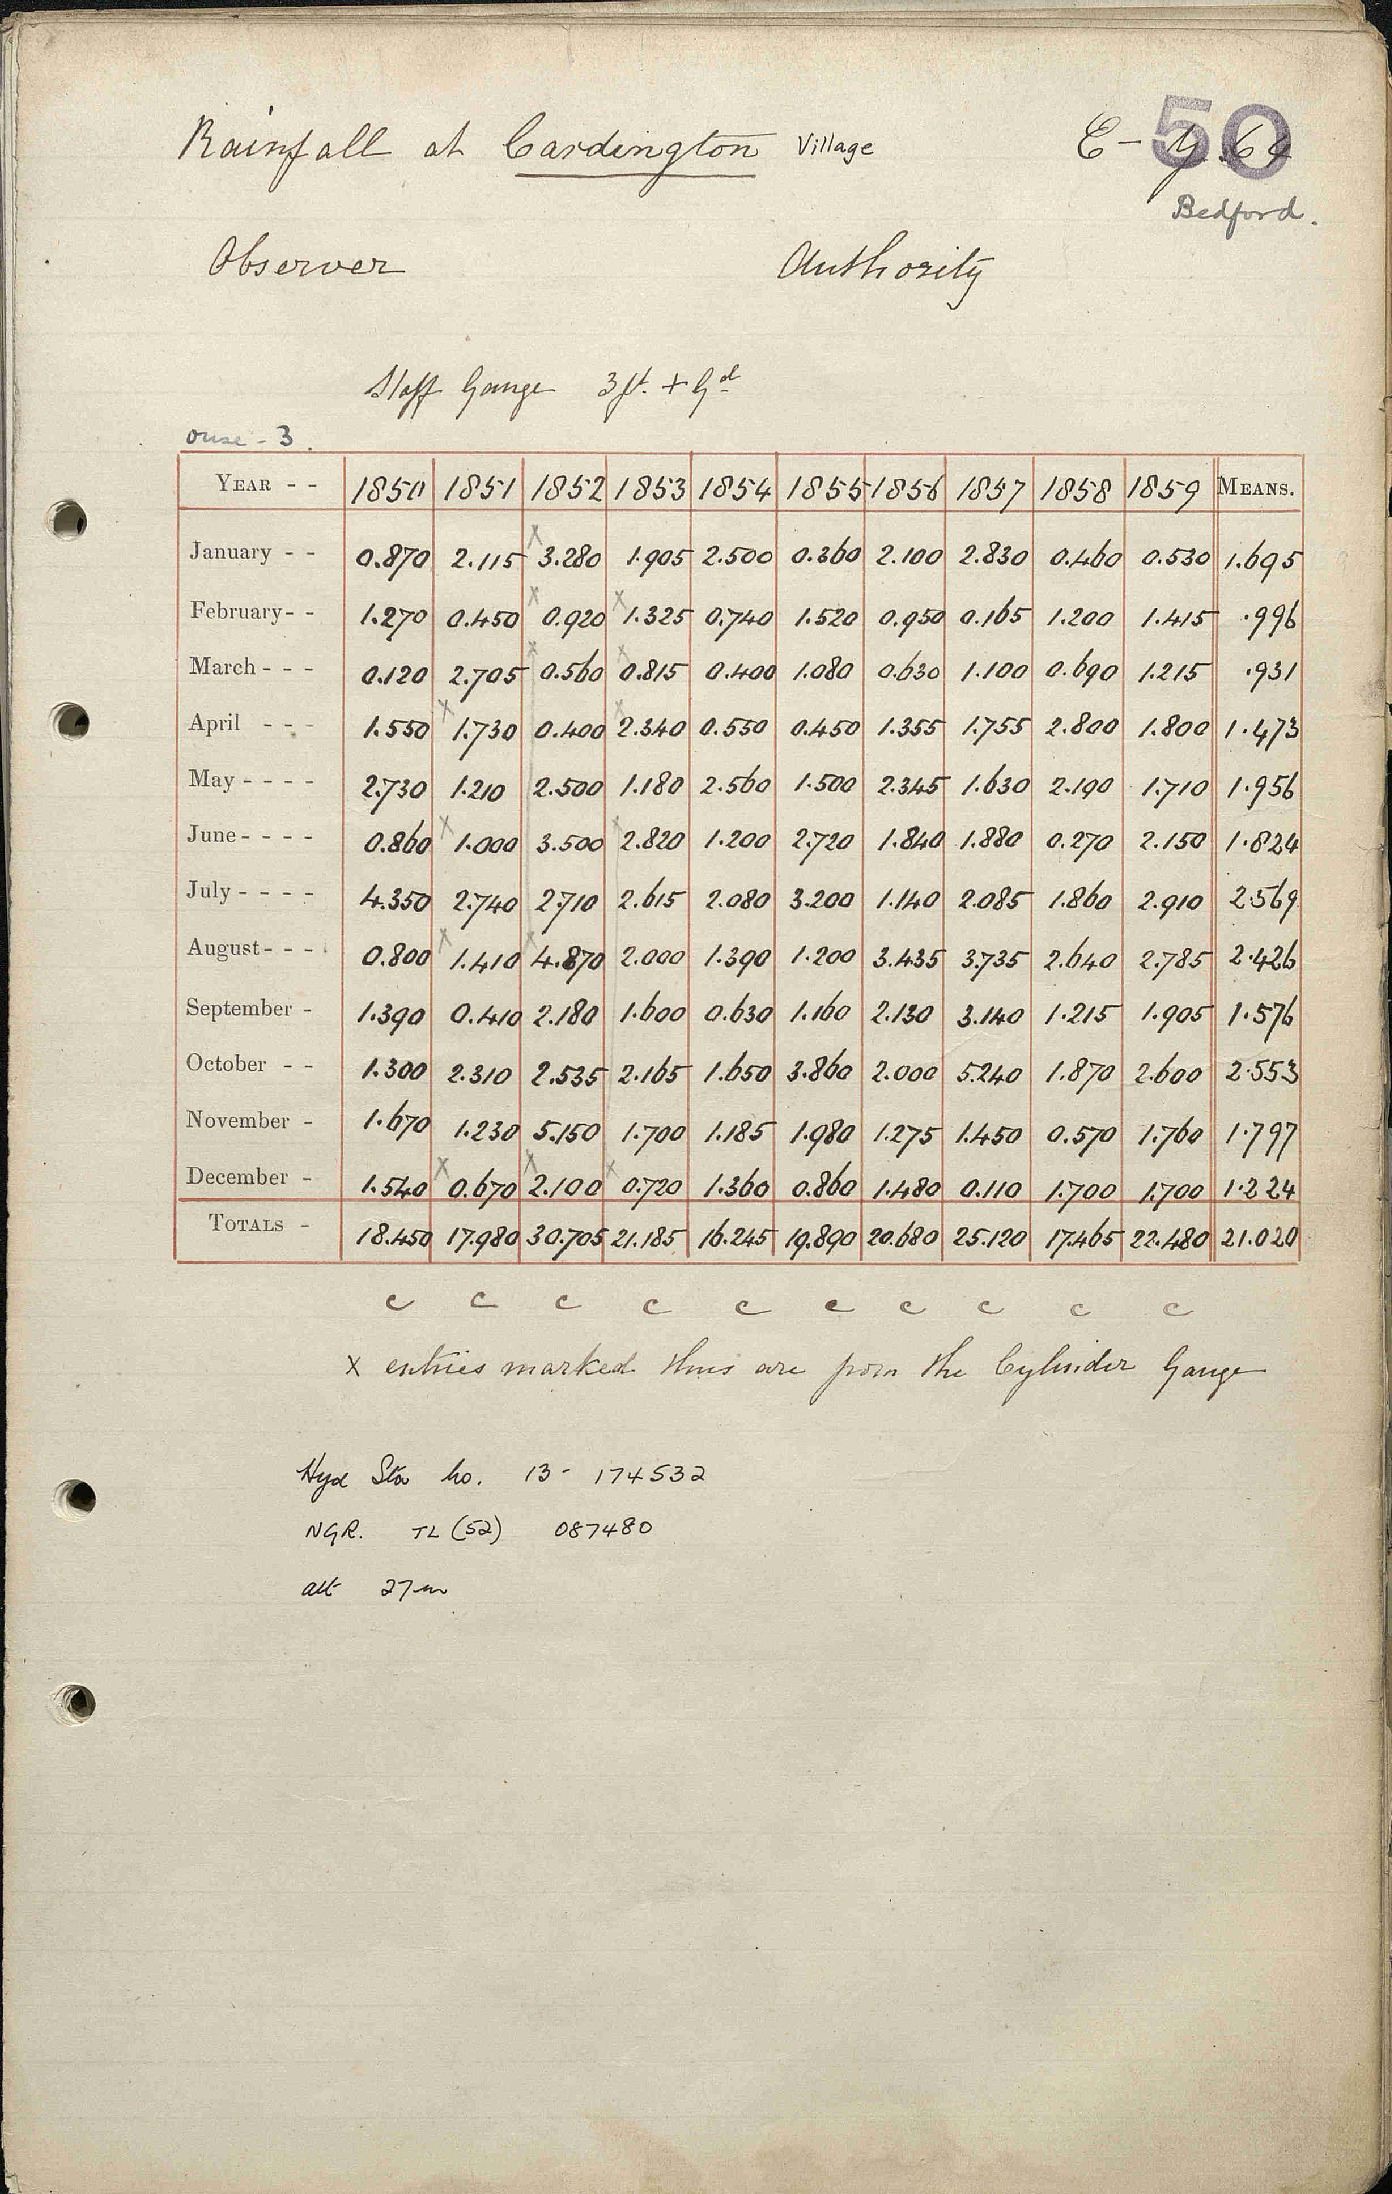 Rainfall at Cardington Village E - 50
Bedford.
Observer Authority
Staff Gauge 3 ft. + Gd
ouse - 3.
YEAR - - 1850 1851 1852 1853 1854 1855 1856 1857 1858 1859 MEANS.
January - - 0.870 2.115 x 3.280 1.905 2.500 0.360 2.100 2.830 0.460 0.530 1.695
February - - 1.270 0.450 x 0.920 x 1.325 0.740 1.520 0.950 0.165 1.200 1.415 .996
March - - - 0.120 2.705 x 0.560 x 0.815 0.400 1.080 0.630 1.100 0.690 1.215 .931
April - - - 1.550 x 1.730 0.400 x 2.340 0.550 0.450 1.355 1.755 2.800 1.800 1.473
May - - - - 2.730 1.210 2.500 1.180 2.560 1.500 2.345 1.630 2.190 1.710 1.956
June - - - - 0.860 x 1.000 3.500 x 2.820 1.200 2.720 1.840 1.880 0.270 2.150 1.824
July - - - - 4.350 2.740 2.710 2.615 2.080 3.200 1.140 2.085 1.860 2.910 2.569
August - - - 0.800 x 1.410 x 4.870 2.000 1.390 1.200 3.435 3.735 2.640 2.785 2.426
September - 1.390 0.410 2.180 1.600 0.630 1.160 2.130 3.140 1.215 1.905 1.576
October - - 1.300 2.310 2.535 2.165 1.650 3.860 2.000 5.240 1.870 2.600 2.553
November - 1.670 1.230 5.150 1.700 1.185 1.980 1.275 1.450 0.570 1.760 1.797
December - 1.540 x 0.670 x 2.100 x 0.720 1.360 0.860 1.480 0.110 1.700 1.700 1.224
TOTALS - 18.450 17.980 30.705 21.185 16.245 19.890 20.680 25.120 17.465 22.480 21.020
c c c c c c c c c c
x entries marked thus are from the Cylinder Gauge
Hyd Sta no. 13 - 174532
NGR. TL (52) 087480
alt 27m